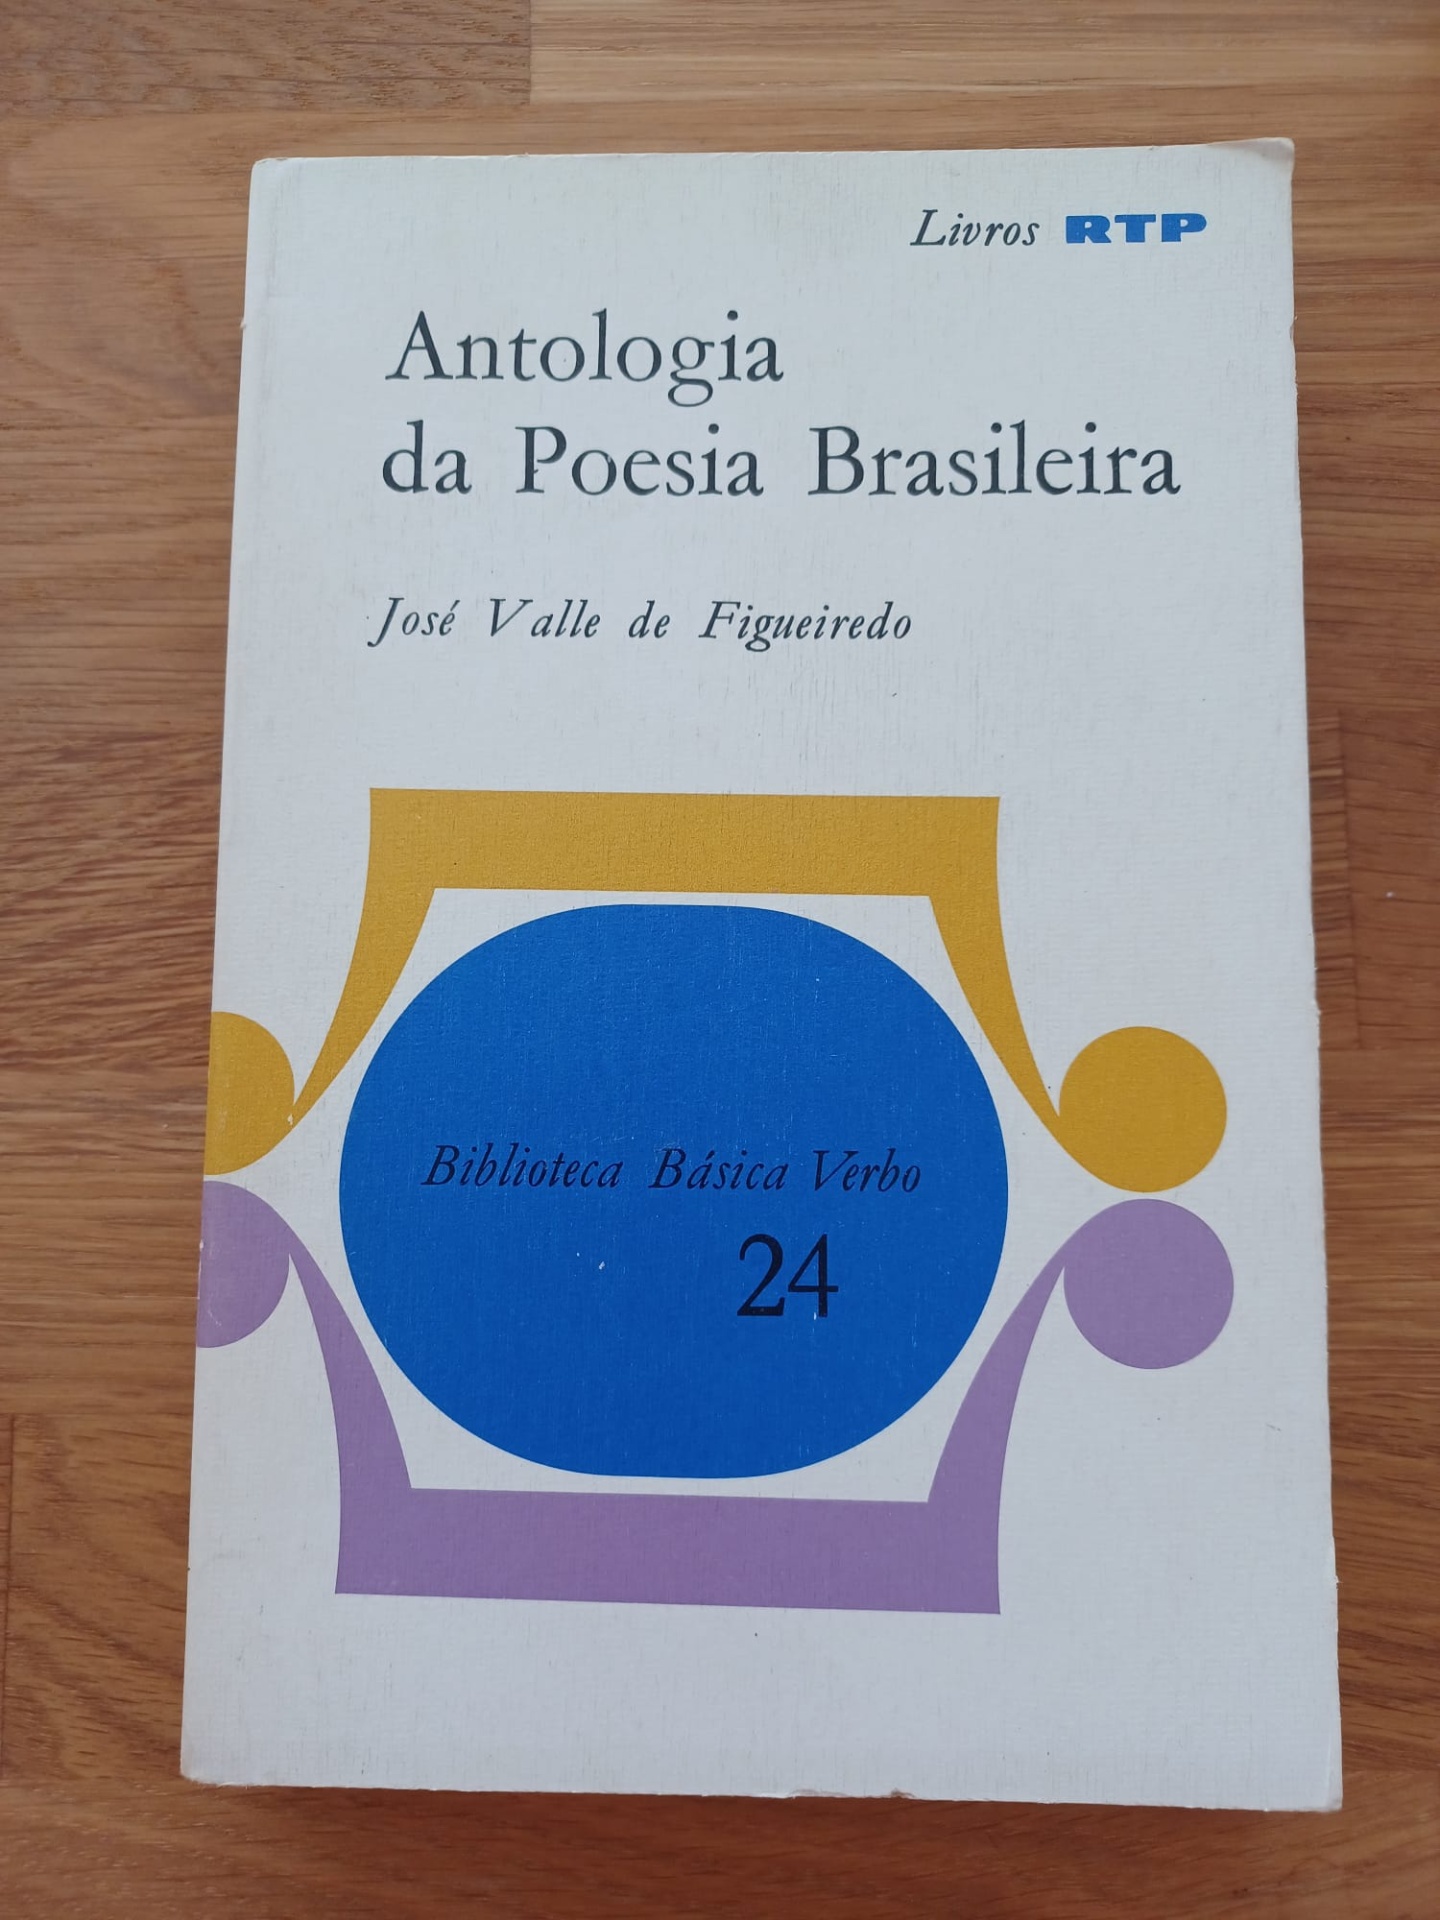 Livros RTP
Antologia
da Poesia Brasileira
José Valle de Figueiredo
Biblioteca Básica Verbo
24